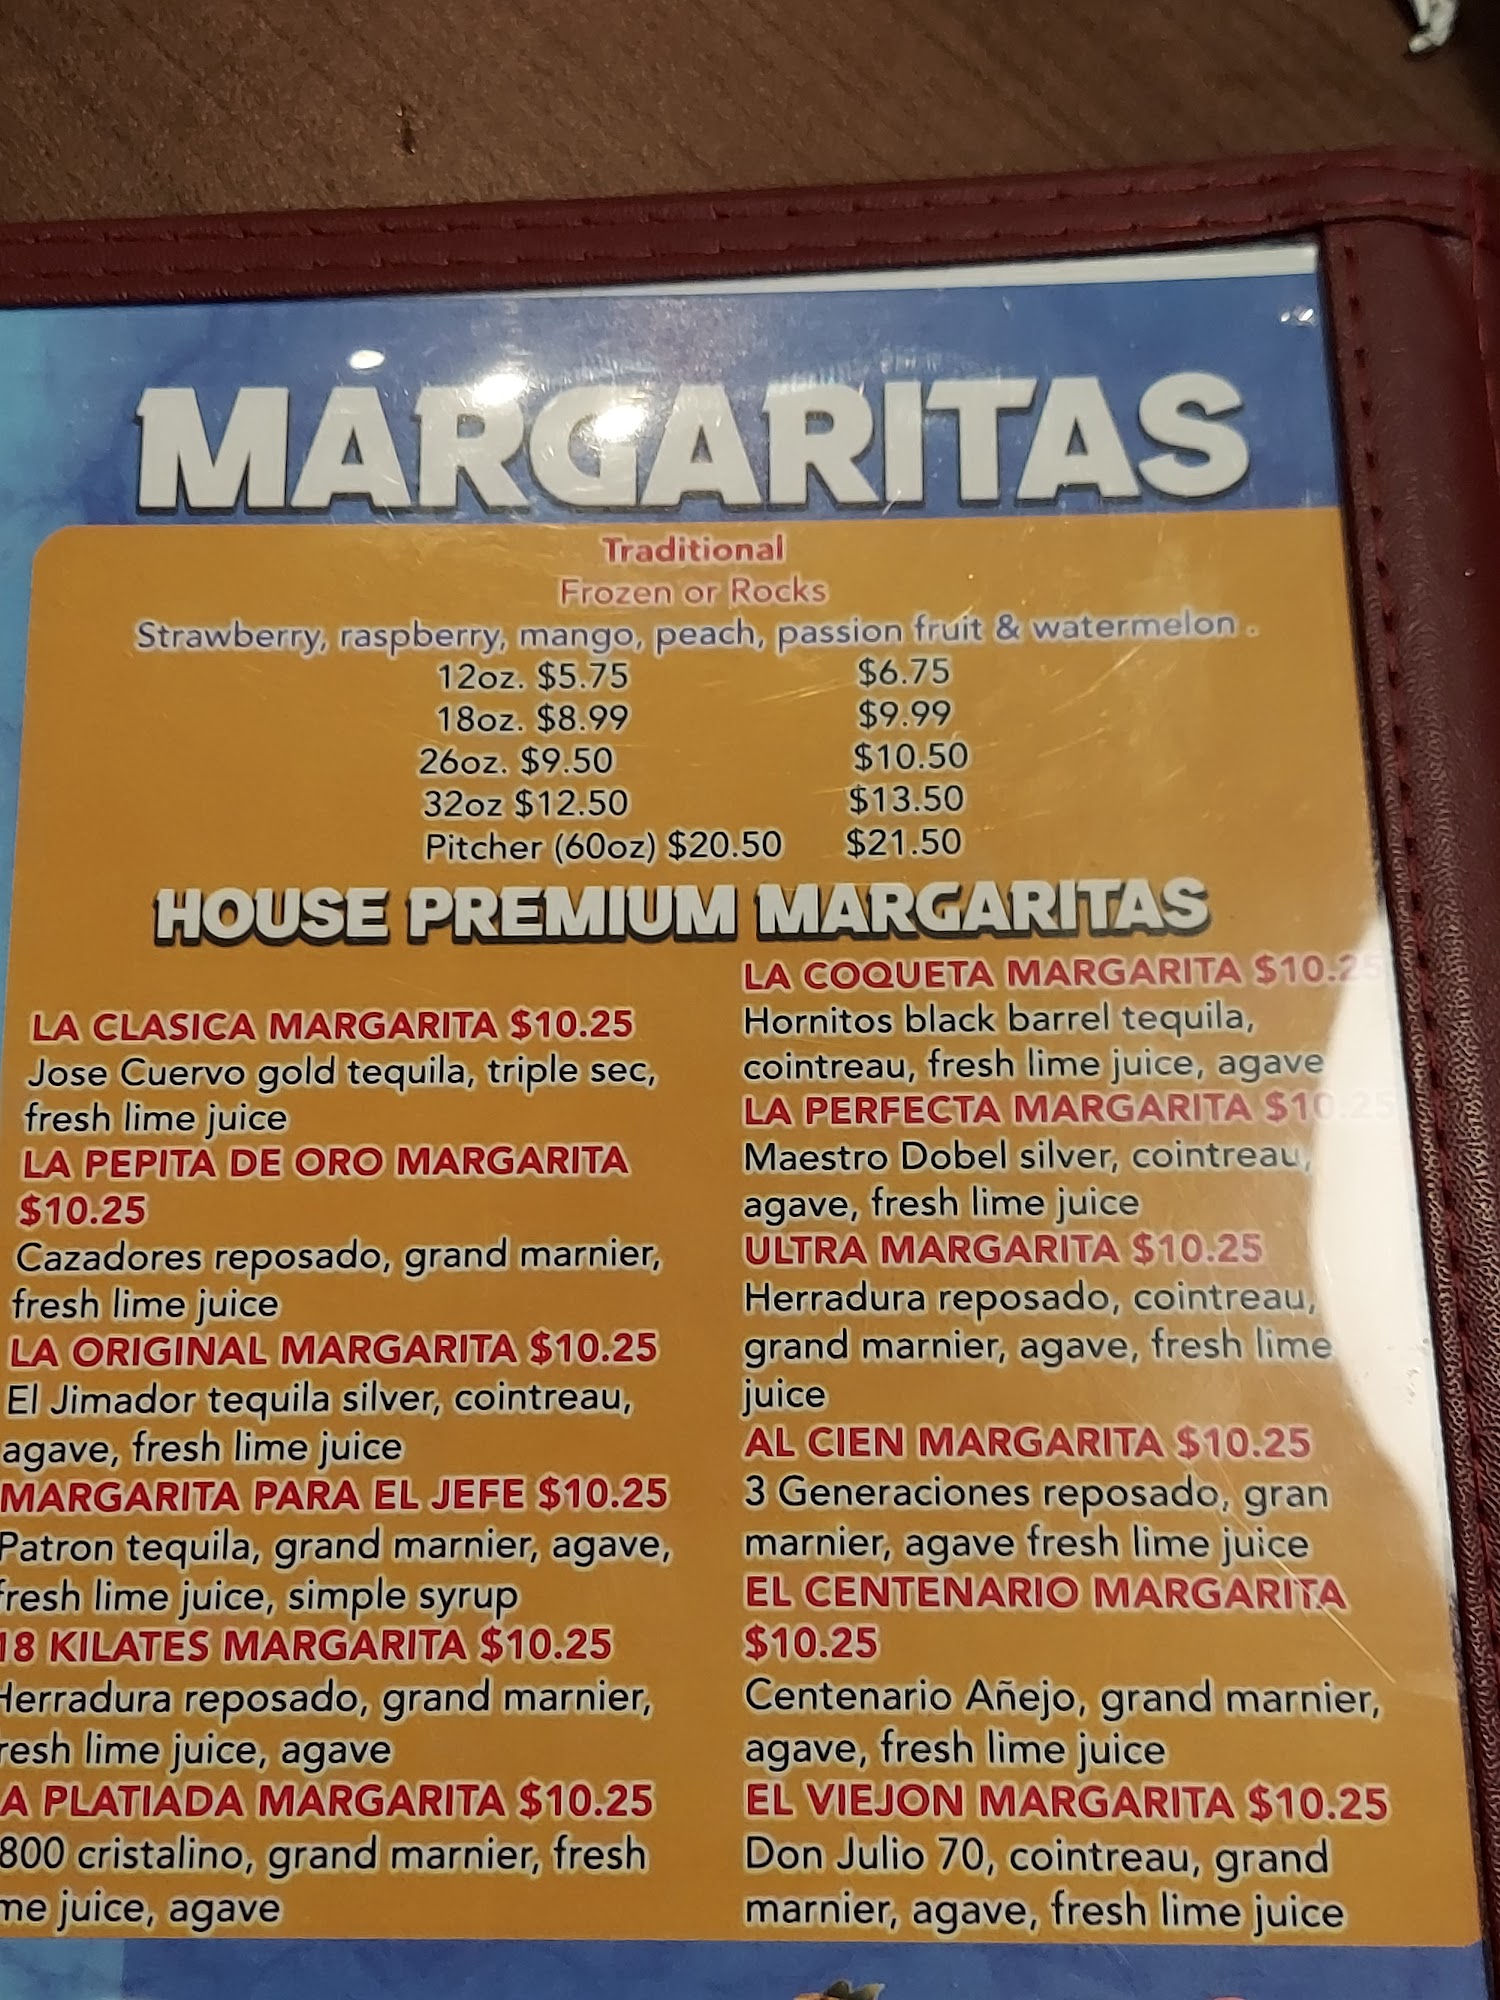 MARGARITAS
Traditional
Frozen or Rocks
Strawberry, raspberry, mango, peach, passion fruit & watermelon .
12oz. $5.75 $6.75
18oz. $8.99 $9.99
26oz. $9.50 $10.50
32oz $12.50 $13.50
Pitcher (60oz) $20.50 $21.50
HOUSE PREMIUM MARGARITAS
LA CLASICA MARGARITA $10.25
Jose Cuervo gold tequila, triple sec,
fresh lime juice
LA PEPITA DE ORO MARGARITA
$10.25
Cazadores reposado, grand marnier,
fresh lime juice
LA ORIGINAL MARGARITA $10.25
El Jimador tequila silver, cointreau,
agave, fresh lime juice
MARGARITA PARA EL JEFE $10.25
Patron tequila, grand marnier, agave,
fresh lime juice, simple syrup
18 KILATES MARGARITA $10.25
Herradura reposado, grand marnier,
resh lime juice, agave
A PLATIADA MARGARITA $10.25
800 cristalino, grand marnier, fresh
me juice, agave
LA COQUETA MARGARITA $10.25
Hornitos black barrel tequila,
cointreau, fresh lime juice, agave
LA PERFECTA MARGARITA $10.25
Maestro Dobel silver, cointreau,
agave, fresh lime juice
ULTRA MARGARITA $10.25
Herradura reposado, cointreau,
grand marnier, agave, fresh lime
juice
AL CIEN MARGARITA $10.25
3 Generaciones reposado, gran
marnier, agave fresh lime juice
EL CENTENARIO MARGARITA
$10.25
Centenario Añejo, grand marnier,
agave, fresh lime juice
EL VIEJON MARGARITA $10.25
Don Julio 70, cointreau, grand
marnier, agave, fresh lime juice